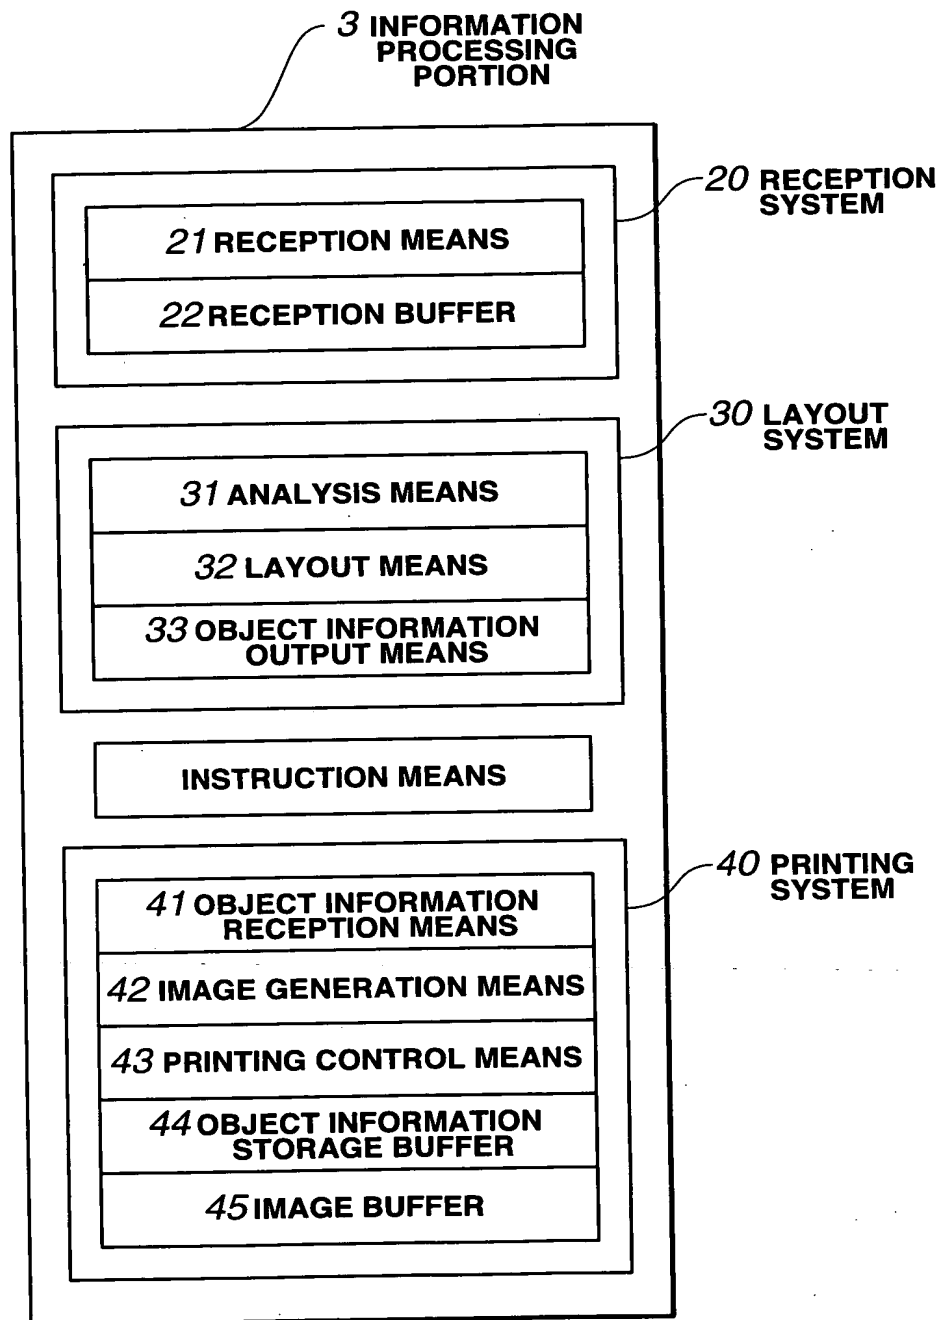 3 INFORMATION
PROCESSING
PORTION
20 RECEPTION
SYSTEM
21 RECEPTION MEANS
22 RECEPTION BUFFER
30 LAYOUT
SYSTEM
31 ANALYSIS MEANS
32 LAYOUT MEANS
33 OBJECT INFORMATION
OUTPUT MEANS
INSTRUCTION MEANS
40 PRINTING
SYSTEM
41 OBJECT INFORMATION
RECEPTION MEANS
42 IMAGE GENERATION MEANS
43 PRINTING CONTROL MEANS
44 OBJECT INFORMATION
STORAGE BUFFER
45 IMAGE BUFFER